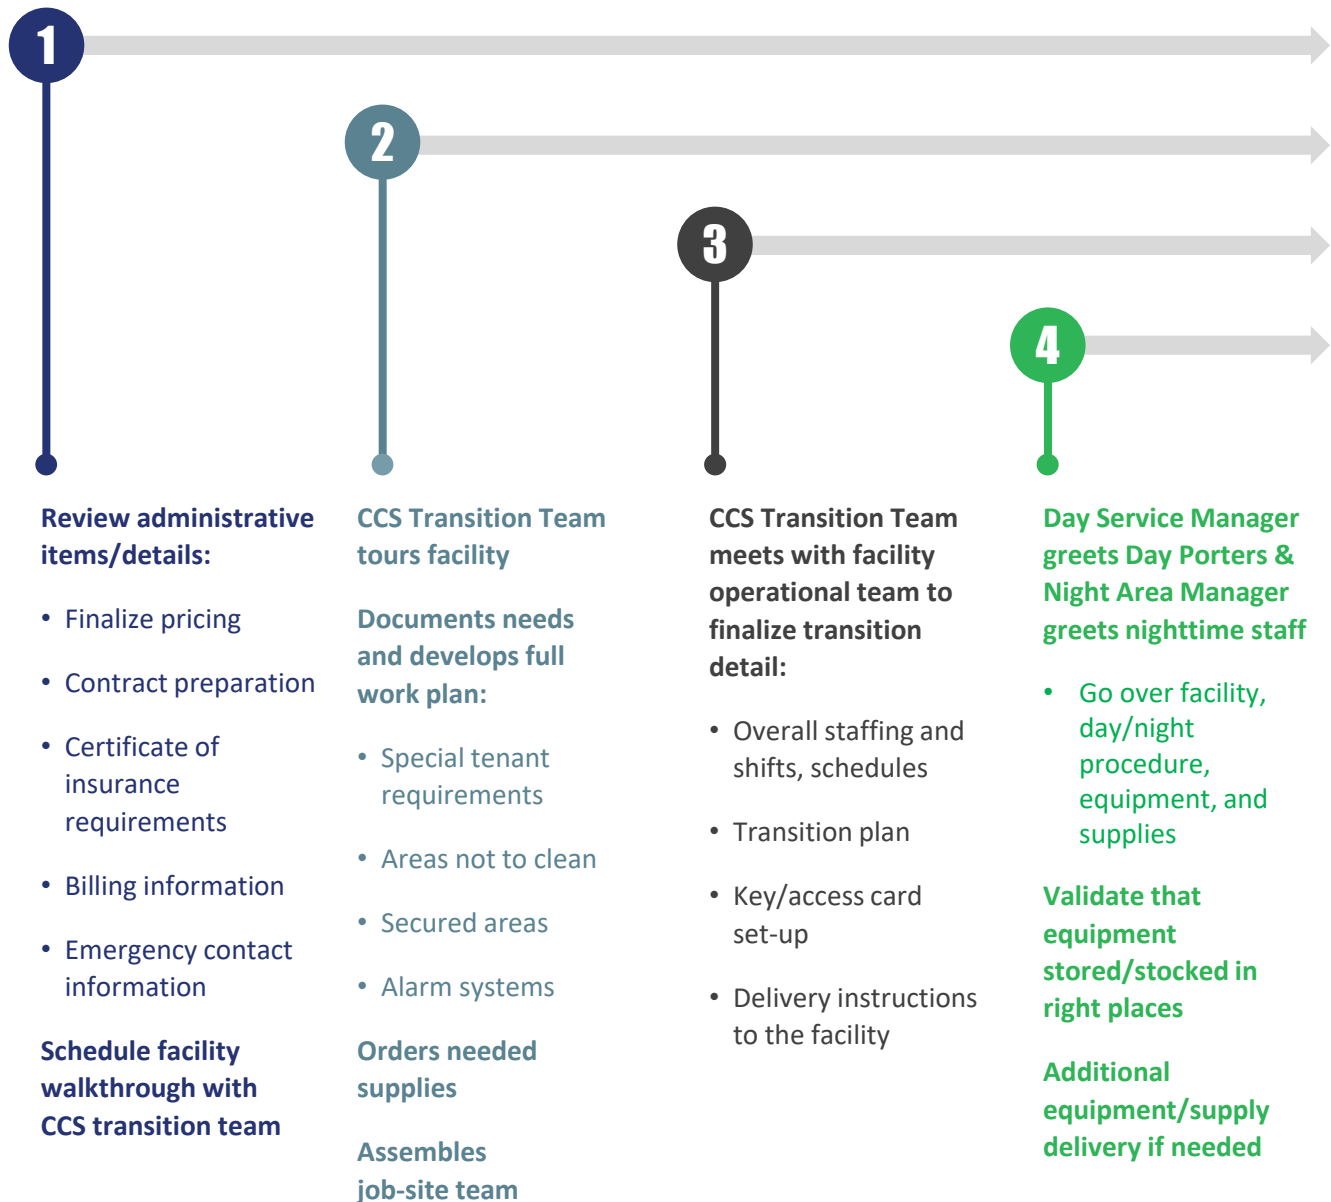 1
2
3
4
Review administrative
items/details:
• Finalize pricing
• Contract preparation
• Certificate of
insurance
requirements
• Billing information
• Emergency contact
information
Schedule facility
walkthrough with
CCS transition team
CCS Transition Team
tours facility
Documents needs
and develops full
work plan:
• Special tenant
requirements
• Areas not to clean
• Secured areas
• Alarm systems
Orders needed
supplies
Assembles
job-site team
CCS Transition Team
meets with facility
operational team to
finalize transition
detail:
• Overall staffing and
shifts, schedules
• Transition plan
• Key/access card
set-up
• Delivery instructions
to the facility
Day Service Manager
greets Day Porters &
Night Area Manager
greets nighttime staff
• Go over facility,
day/night
procedure,
equipment, and
supplies
Validate that
equipment
stored/stocked in
right places
Additional
equipment/supply
delivery if needed